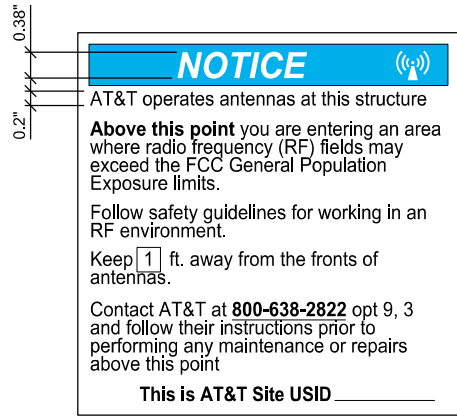 0.38"
0.2"
NOTICE
AT&T operates antennas at this structure
Above this point you are entering an area
where radio frequency (RF) fields may
exceed the FCC General Population
Exposure limits.
Follow safety guidelines for working in an
RF environment.
Keep 1 ft. away from the fronts of
antennas.
Contact AT&T at 800-638-2822 opt 9, 3
and follow their instructions prior to
performing any maintenance or repairs
above this point
This is AT&T Site USID